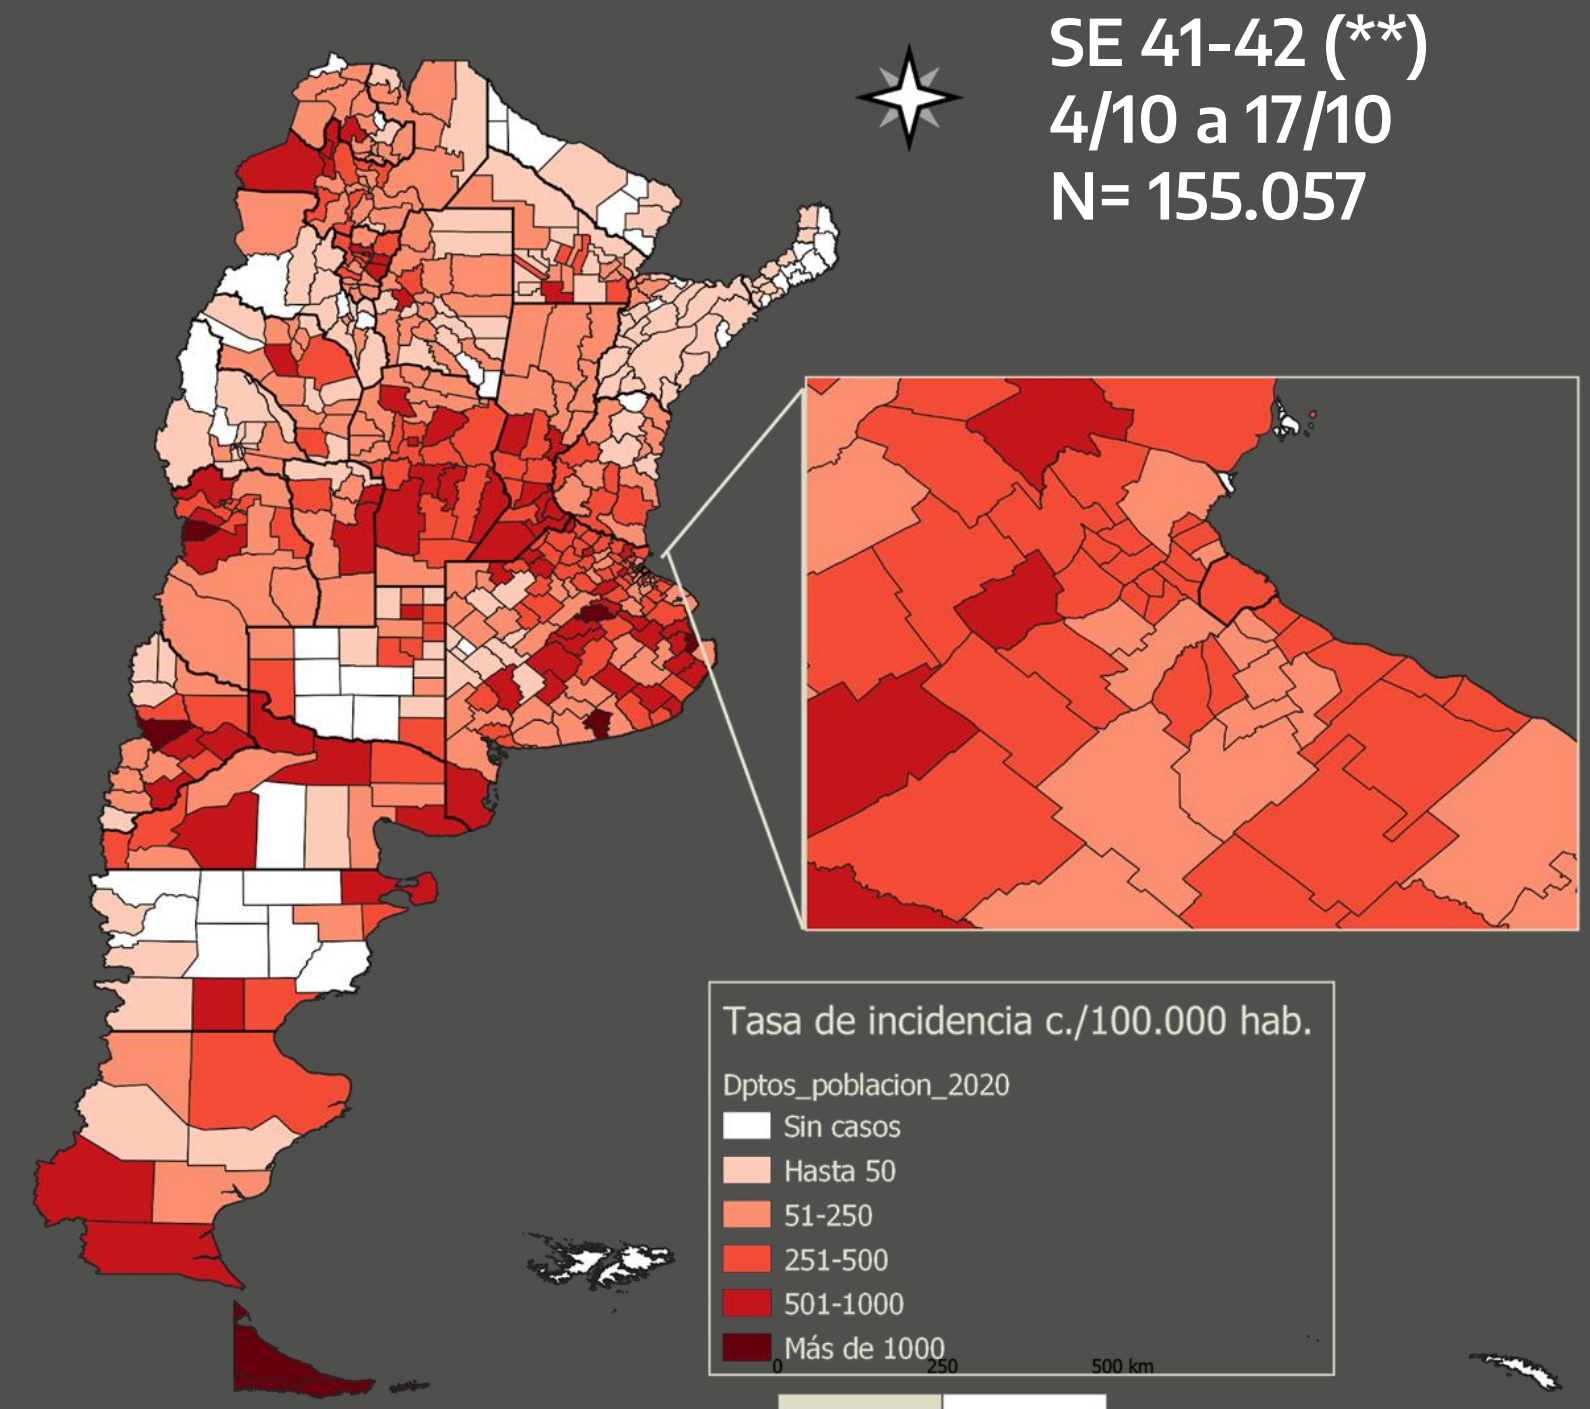 SE 41-42 (**)
4/10 a 17/10
N= 155.057
Tasa de incidencia c./100.000 hab.
Dptos_poblacion_2020
Sin casos
Hasta 50
51-250
251-500
501-1000
Más de 1000
0 250 500 km